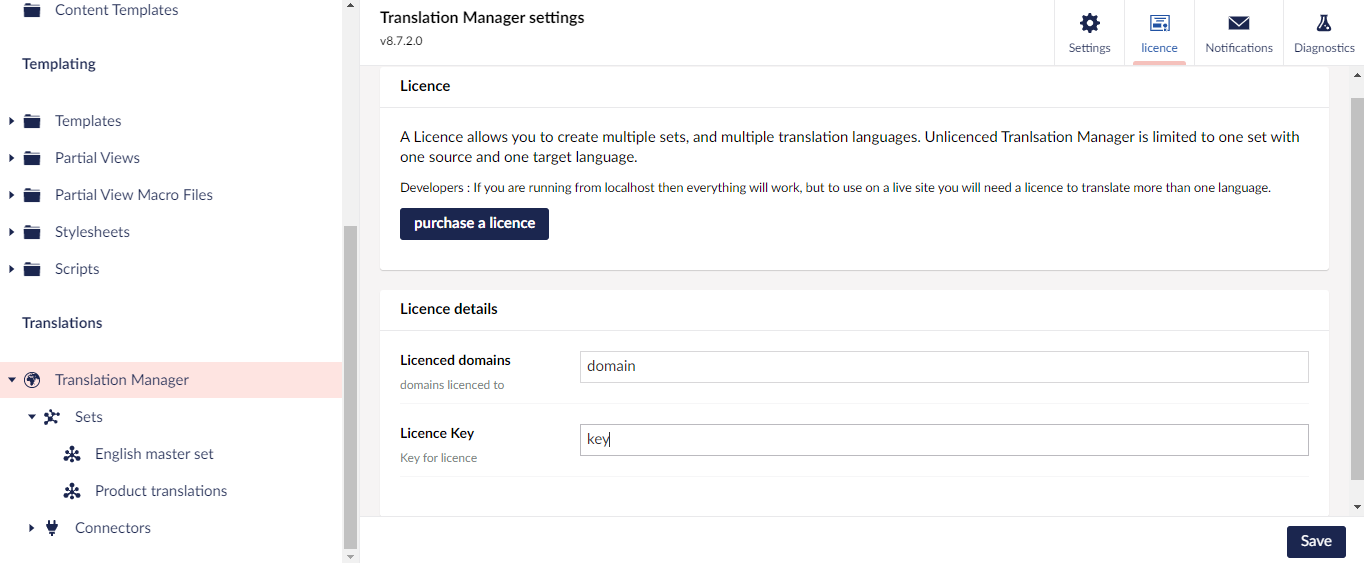 Content Templates
Templating
Templates
Partial Views
Partial View Macro Files
Stylesheets
Scripts
Translations
Translation Manager
Sets
English master set
Product translations
Connectors
Translation Manager settings
v8.7.2.0
Settings
licence
Notifications
Diagnostics
Licence
A Licence allows you to create multiple sets, and multiple translation languages. Unlicenced Tranlsation Manager is limited to one set with
one source and one target language.
Developers : If you are running from localhost then everything will work, but to use on a live site you will need a licence to translate more than one language.
purchase a licence
Licence details
Licenced domains
domains licenced to
domain
Licence Key
Key for licence
key
Save